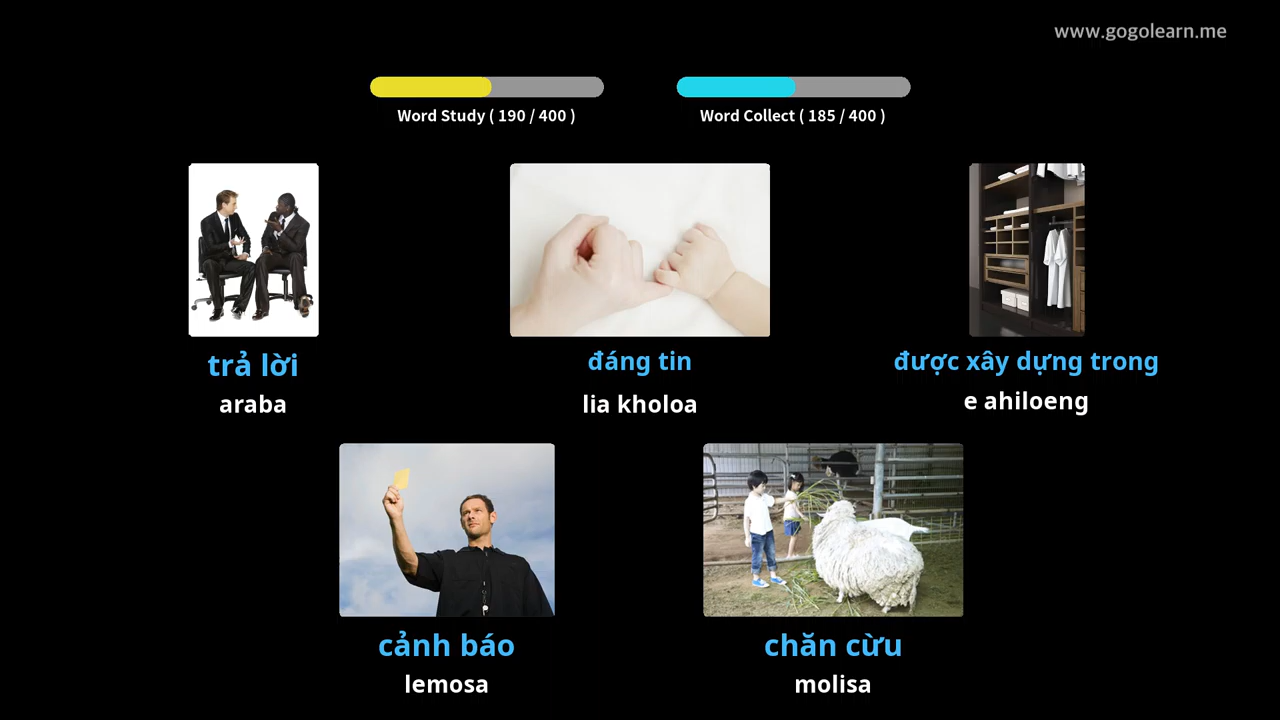 www.gogolearn.me
Word Study ( 190 / 400 )
Word Collect ( 185 / 400 )
trả lời
araba
đáng tin
lia kholoa
được xây dựng trong
e ahiloeng
cảnh báo
lemosa
chăn cừu
molisa